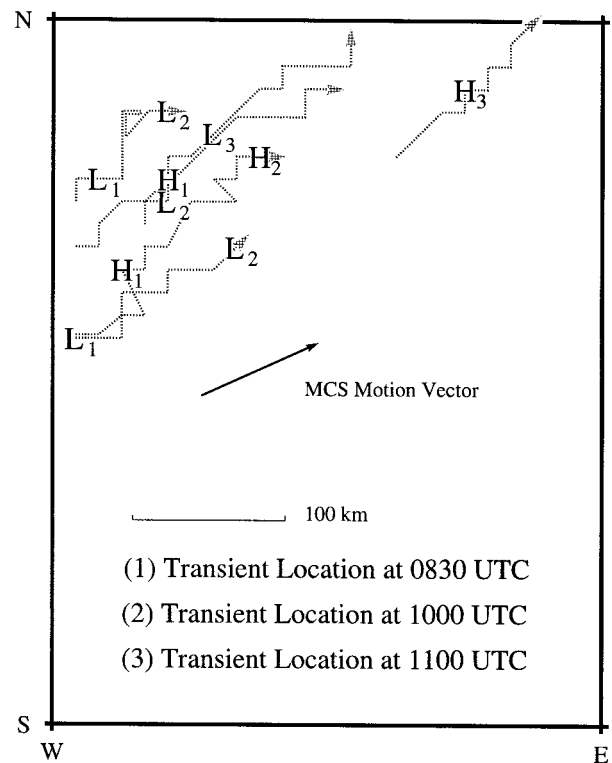 N
L2
L3
H3
H2
L1
H1
L2
L2
H1
L1
MCS Motion Vector
100 km
(1) Transient Location at 0830 UTC
(2) Transient Location at 1000 UTC
(3) Transient Location at 1100 UTC
S
W
E